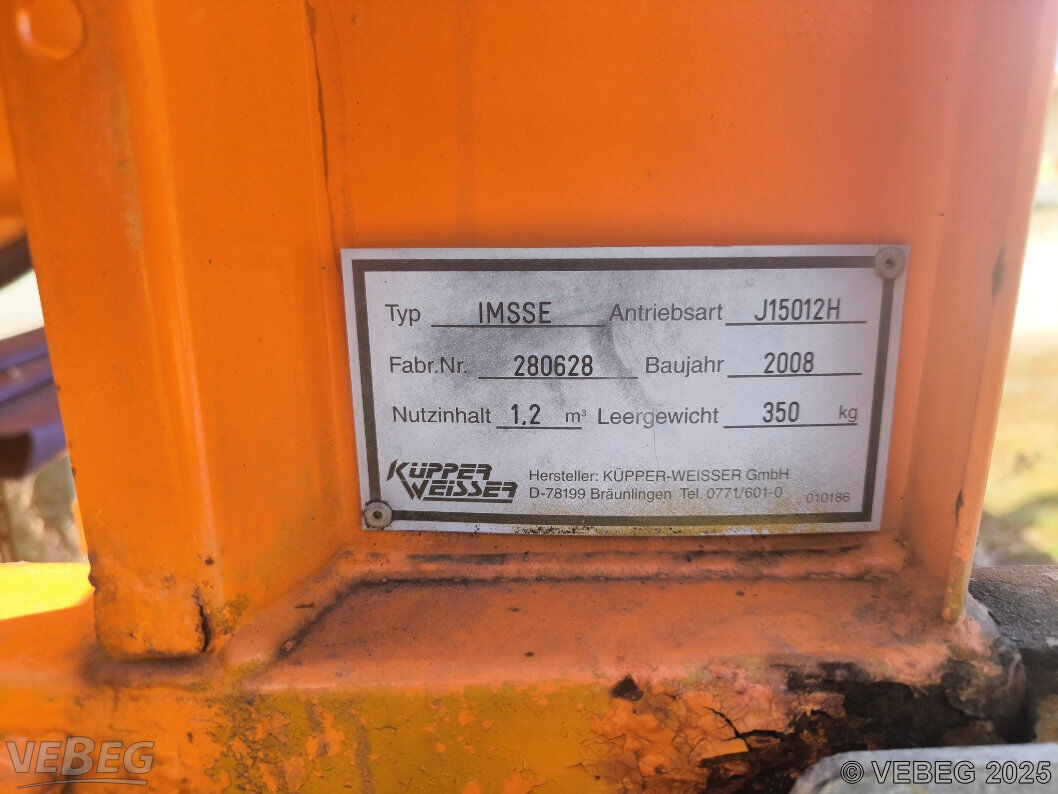 Typ IMSSE Antriebsart J15012H
Fabr.Nr. 280628 Baujahr 2008
Nutzinhalt 1,2 m³ Leergewicht 350 kg
KÜPPER WEISSER
Hersteller: KÜPPER-WEISSER GmbH
D-78199 Bräunlingen Tel. 0771/601-0 010186
VEBEG
© VEBEG 2025